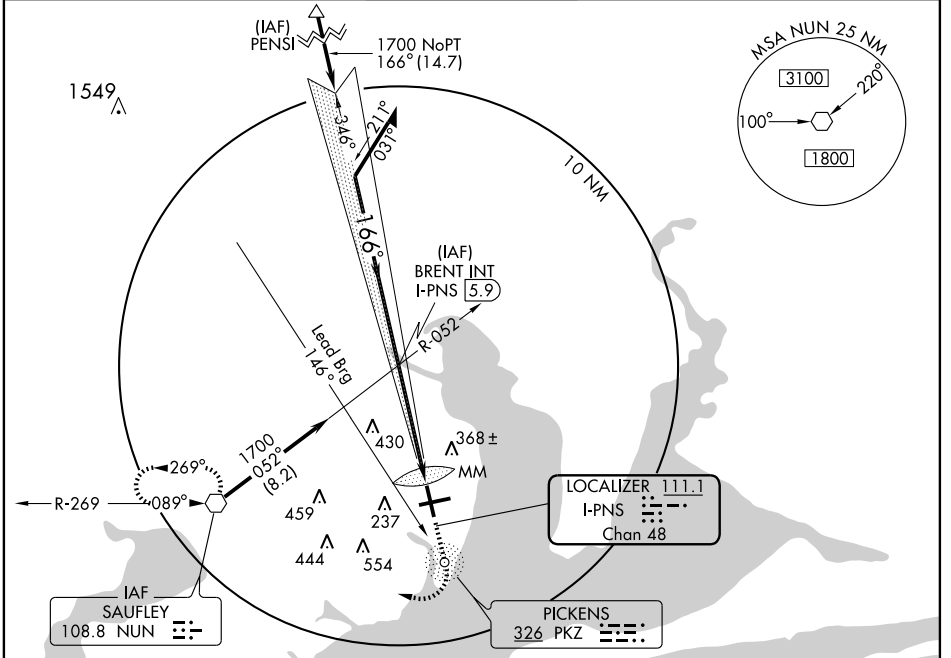 (IAF)
PENSI
1700 NoPT
166° (14.7)
1549
MSA NUN 25 NM
3100
220°
100°
1800
346°
211°
031°
10 NM
166°
(IAF)
BRENT INT
I-PNS 5.9
R-052
Lead Brg
146°
430
368 ±
MM
1700
052°
(8.2)
269°
R-269
089°
459
237
444
554
LOCALIZER 111.1
I-PNS
Chan 48
IAF
SAUFLEY
108.8 NUN
PICKENS
326 PKZ